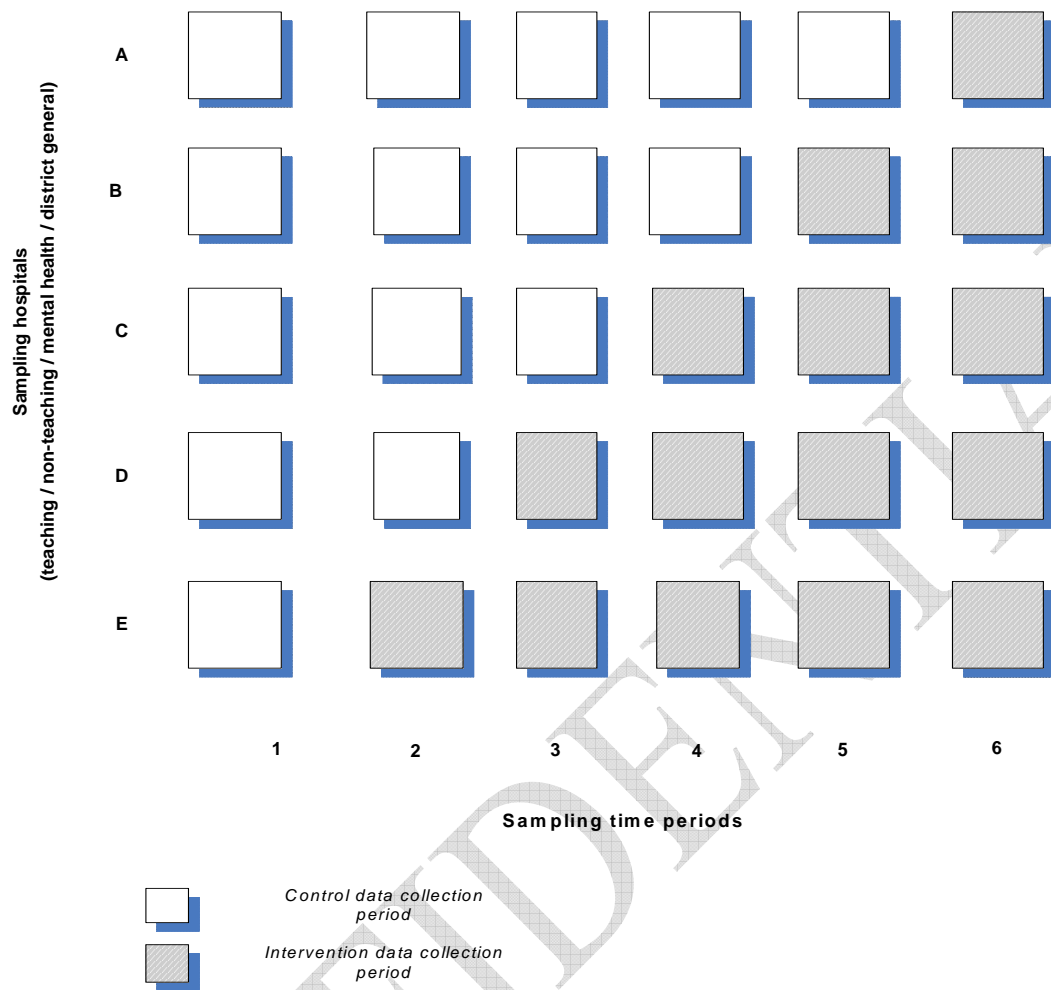 A
B
C
D
E
Sampling hospitals
(teaching / non-teaching / mental health / district general)
1 2 3 4 5 6
Sampling time periods
Control data collection
period
Intervention data collection
period